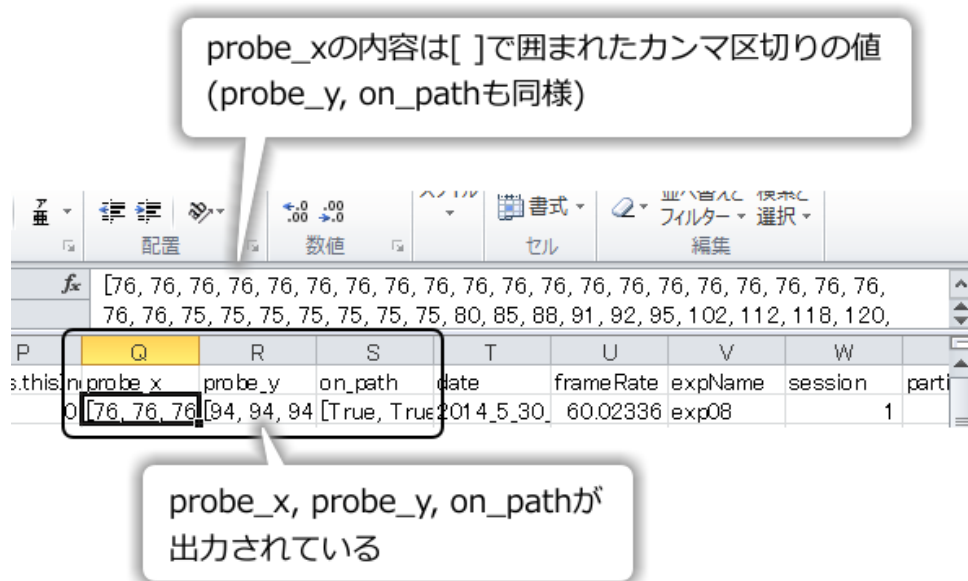 probe_xの内容は[ ]で囲まれたカンマ区切りの値
(probe_y, on_pathも同様)
書式
フィルター 選択
配置
数値
セル
編集
fx [76, 76, 76, 76, 76, 76, 76, 76, 76, 76, 76, 76, 76, 76, 76, 76, 76, 76, 76,
76, 76, 75, 75, 75, 75, 75, 75, 75, 75, 80, 85, 88, 91, 92, 95, 102, 112, 118, 120,
P Q R S T U V W
s.thisIn probe_x probe_y on_path date frameRate expName session parti
0 [76, 76, 76 [94, 94, 94 [True, True 2014_5_30_ 60.02336 exp08 1
probe_x, probe_y, on_pathが
出力されている